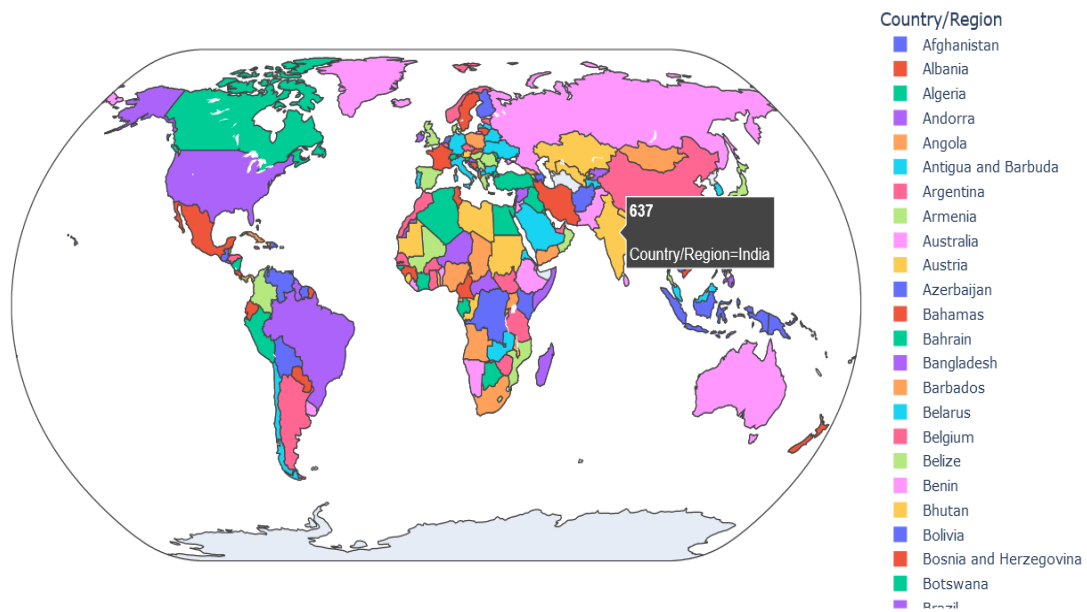 Country/Region
Afghanistan
Albania
Algeria
Andorra
Angola
Antigua and Barbuda
Argentina
Armenia
Australia
Austria
Azerbaijan
Bahamas
Bahrain
Bangladesh
Barbados
Belarus
Belgium
Belize
Benin
Bhutan
Bolivia
Bosnia and Herzegovina
Botswana
Brazil
637
Country/Region=India